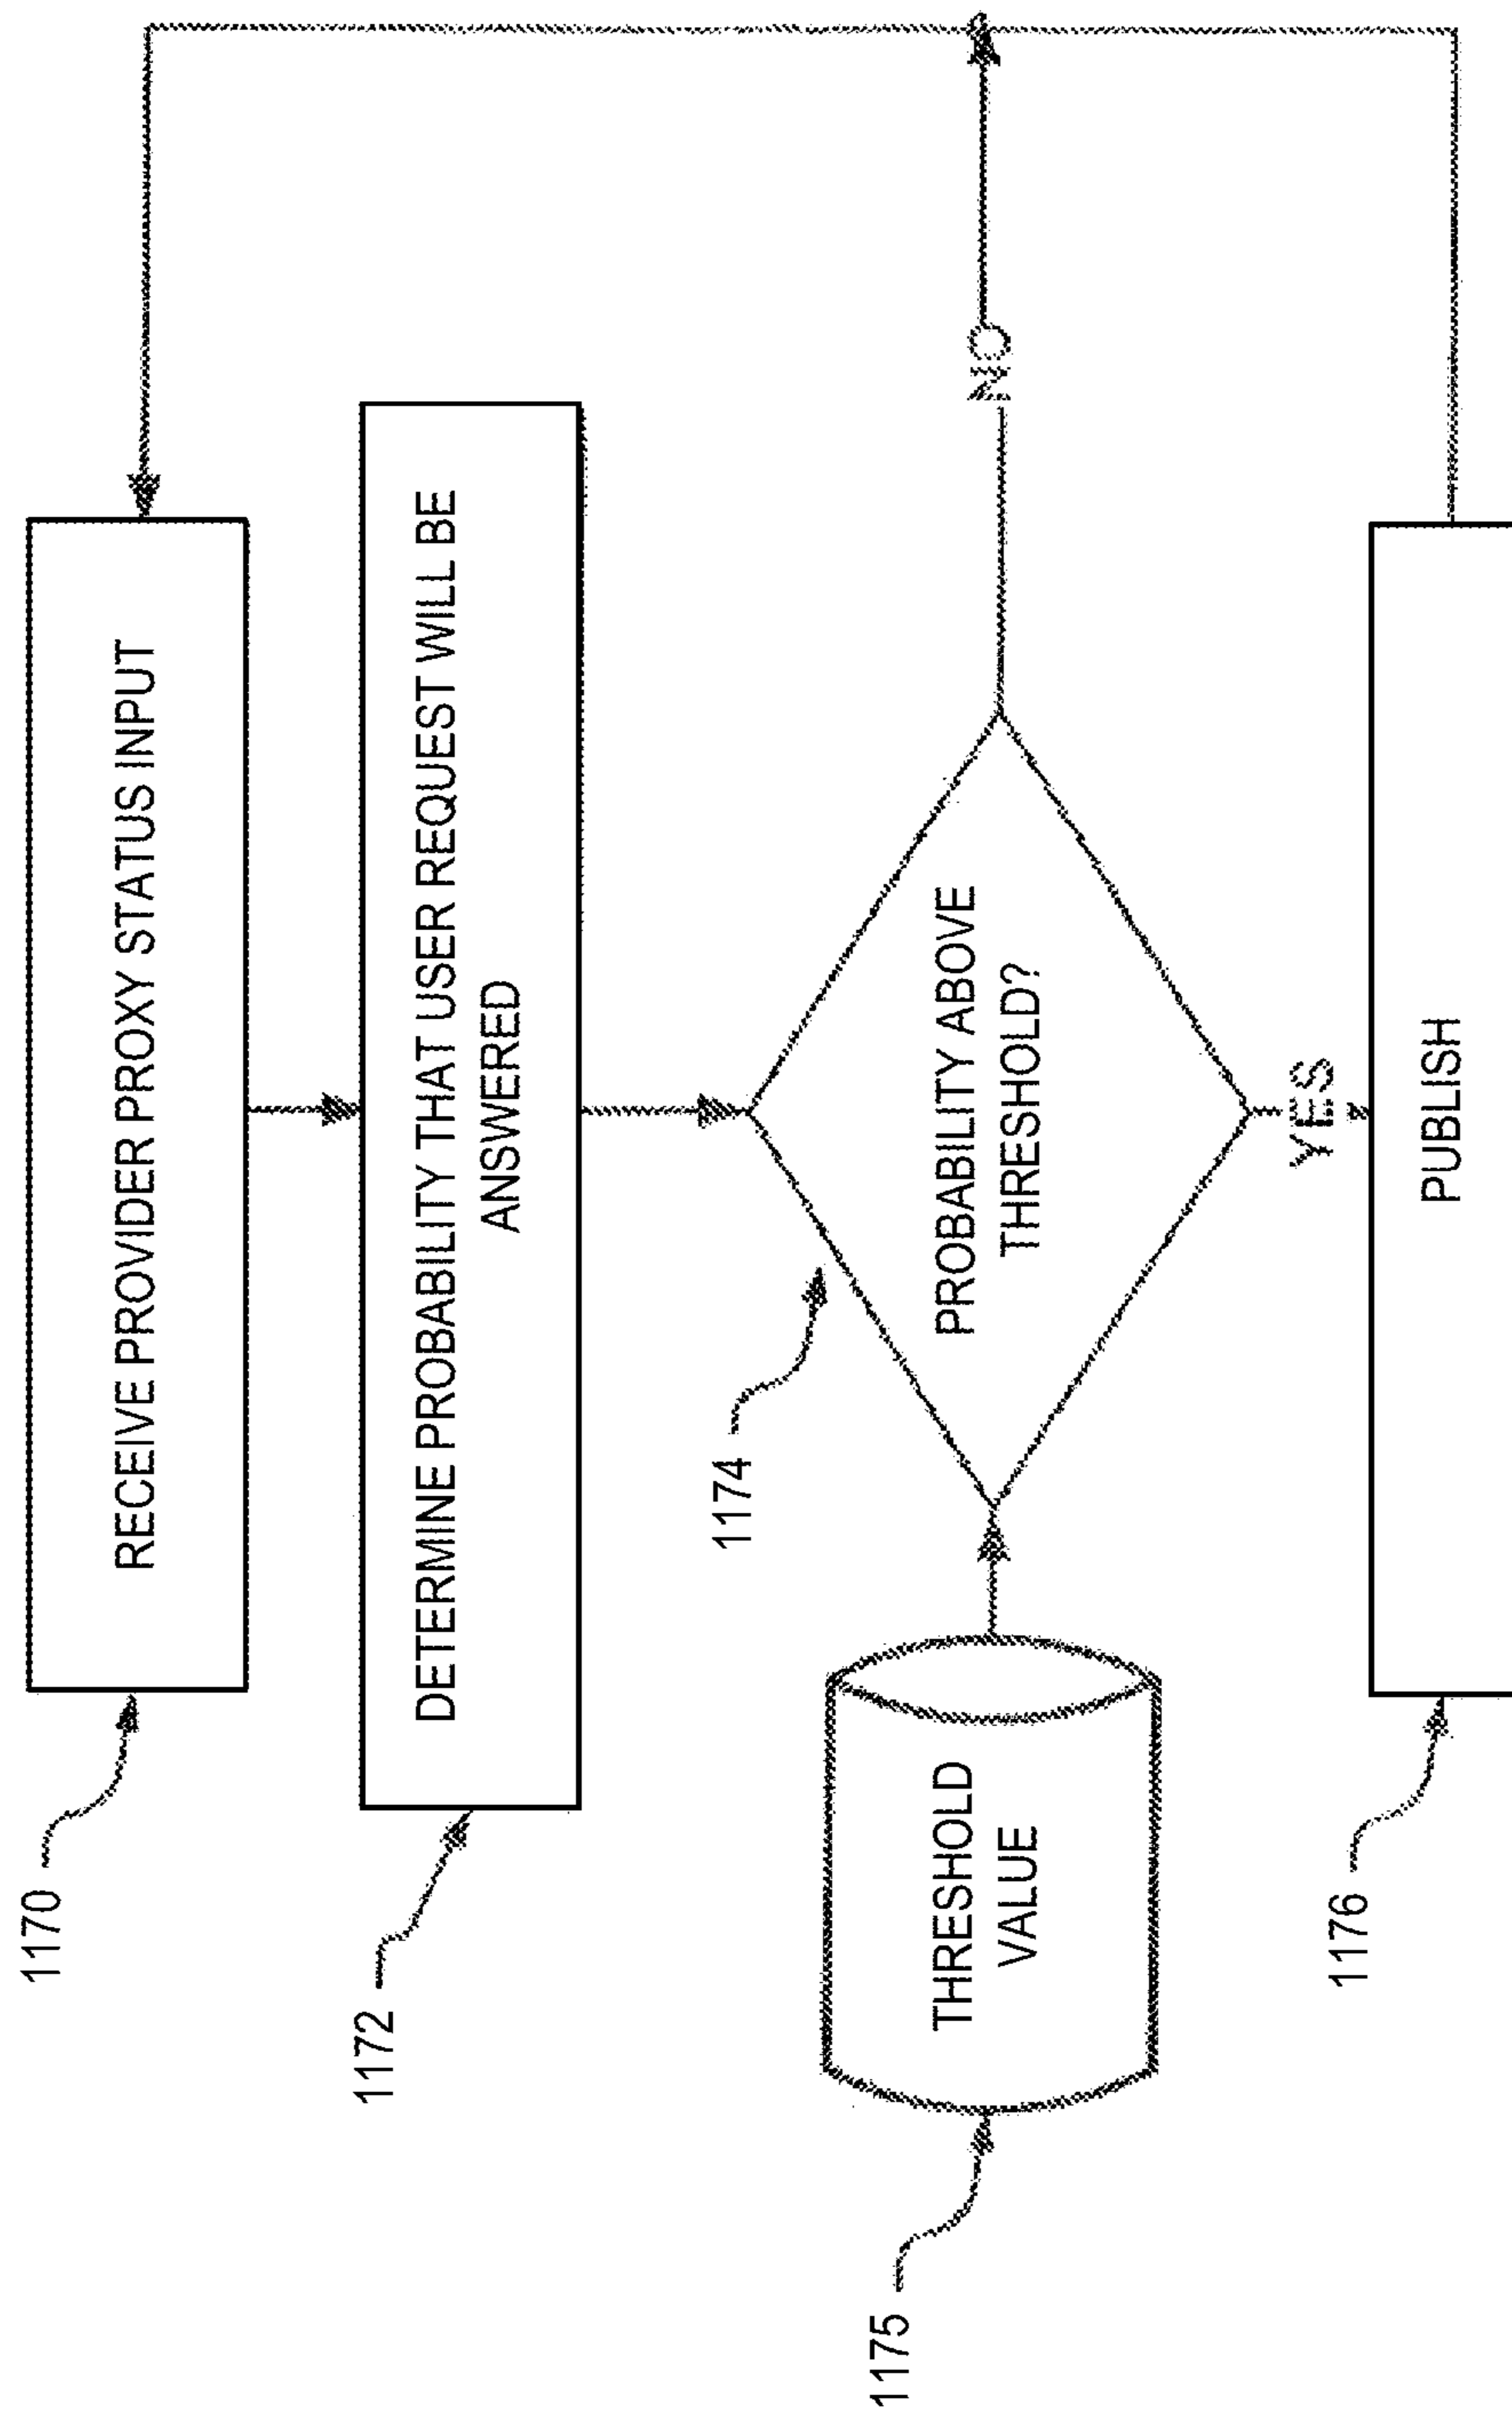 1170
RECEIVE PROVIDER PROXY STATUS INPUT
1172
DETERMINE PROBABILITY THAT USER REQUEST WILL BE
ANSWERED
1174
PROBABILITY ABOVE
THRESHOLD?
NO
1175
THRESHOLD
VALUE
YES
1176
PUBLISH